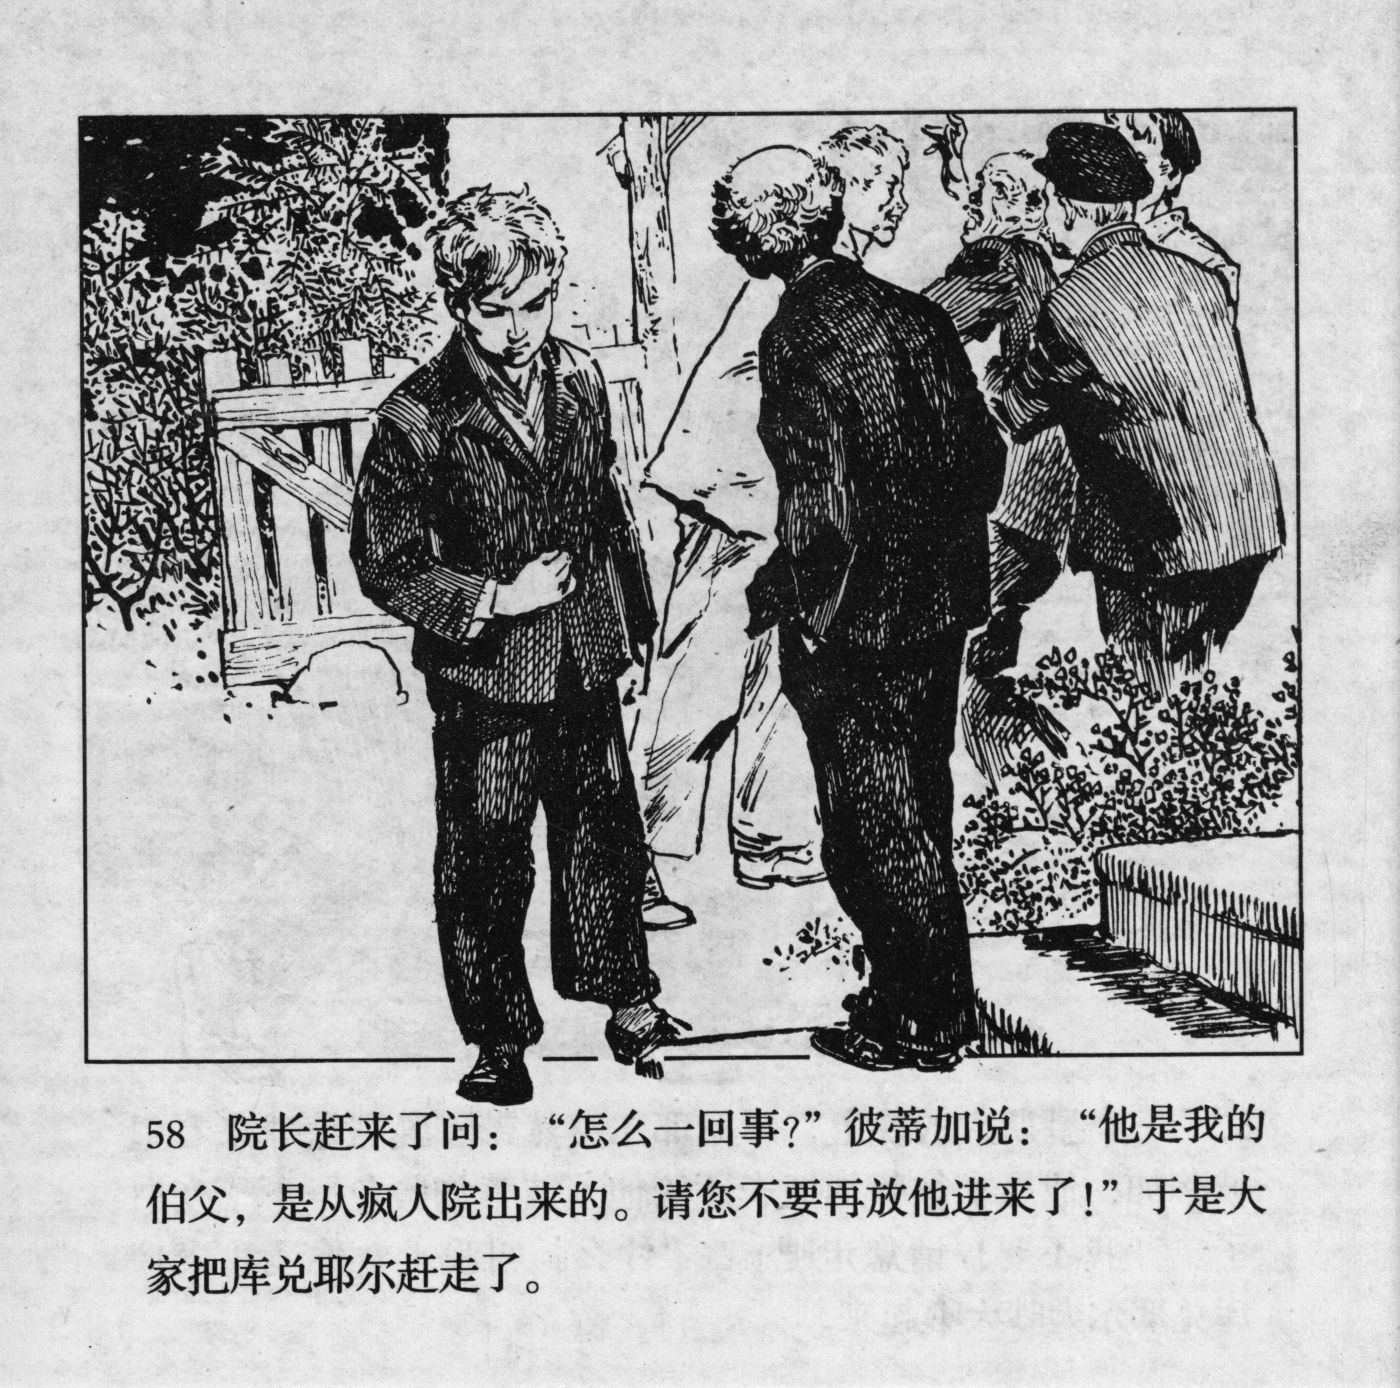 58 院长赶来了问：“怎么一回事？”彼蒂加说：“他是我的
伯父，是从疯人院出来的。请您不要再放他进来了！”于是大
家把库兑耶尔赶走了。